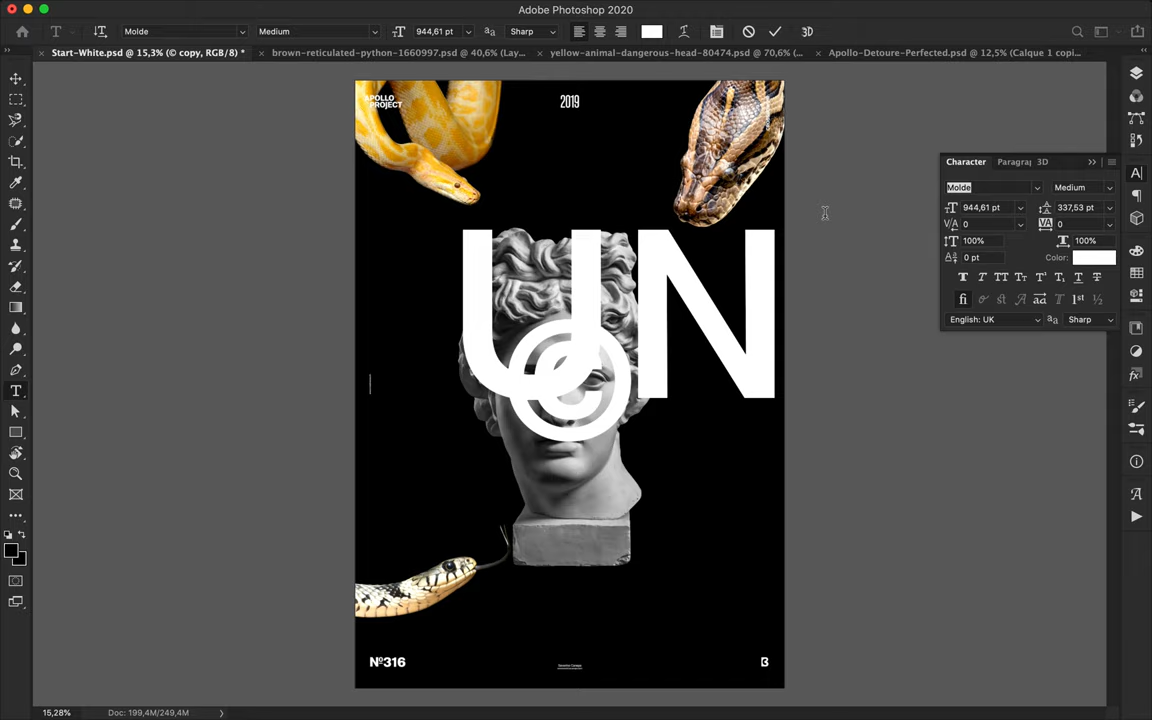 Adobe Photoshop 2020
Molde Medium 944,61 pt Sharp 3D
Start-White.psd @ 15,3% (© copy, RGB/8) * brown-reticulated-python-1660997.psd @ 40,6% (Lay... yellow-animal-dangerous-head-80474.psd @ 70,6% (... Apollo-Detoure-Perfected.psd @ 12,5% (Calque 1 copi...
APOLLO
PROJECT
2019
Character Paragraph 3D
Molde Medium
944,61 pt 337,53 pt
0 0
100% 100%
0 pt Color:
English: UK Sharp
UN
©
Nº316
15,28% Doc: 199,4M/249,4M